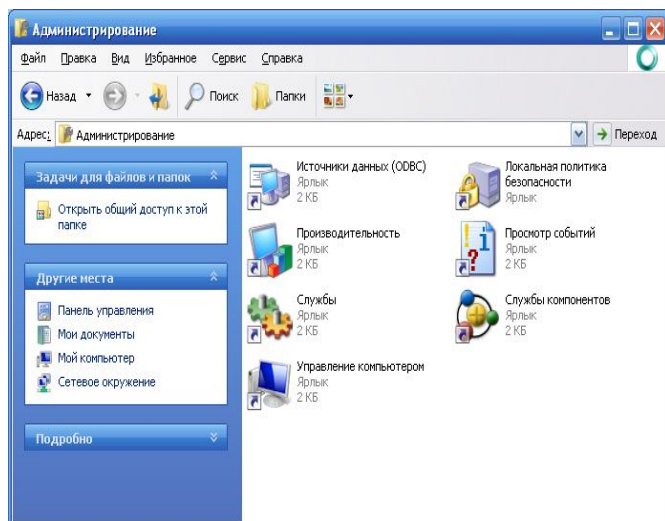 Администрирование
Файл Правка Вид Избранное Сервис Справка
Назад Поиск Папки
Адрес: Администрирование Переход
Задачи для файлов и папок
Открыть общий доступ к этой
папке
Другие места
Панель управления
Мои документы
Мой компьютер
Сетевое окружение
Подробно
Источники данных (ODBC)
Ярлык
2 КБ
Локальная политика
безопасности
Ярлык
Производительность
Ярлык
2 КБ
Просмотр событий
Ярлык
2 КБ
Службы
Ярлык
2 КБ
Службы компонентов
Ярлык
2 КБ
Управление компьютером
Ярлык
2 КБ